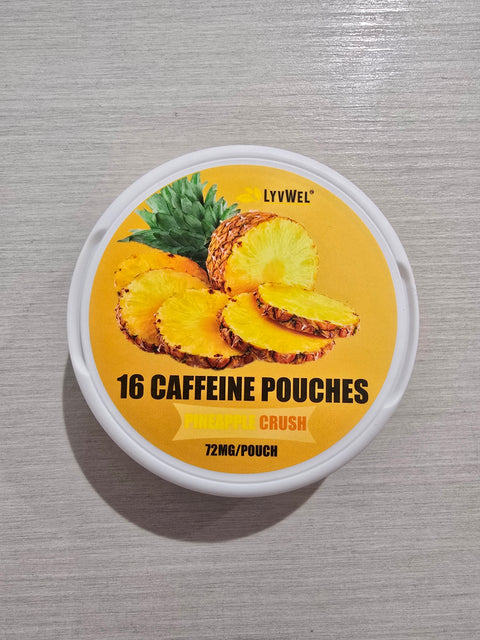 LYVWEL®
16 CAFFEINE POUCHES
PINEAPPLE CRUSH
72MG/POUCH